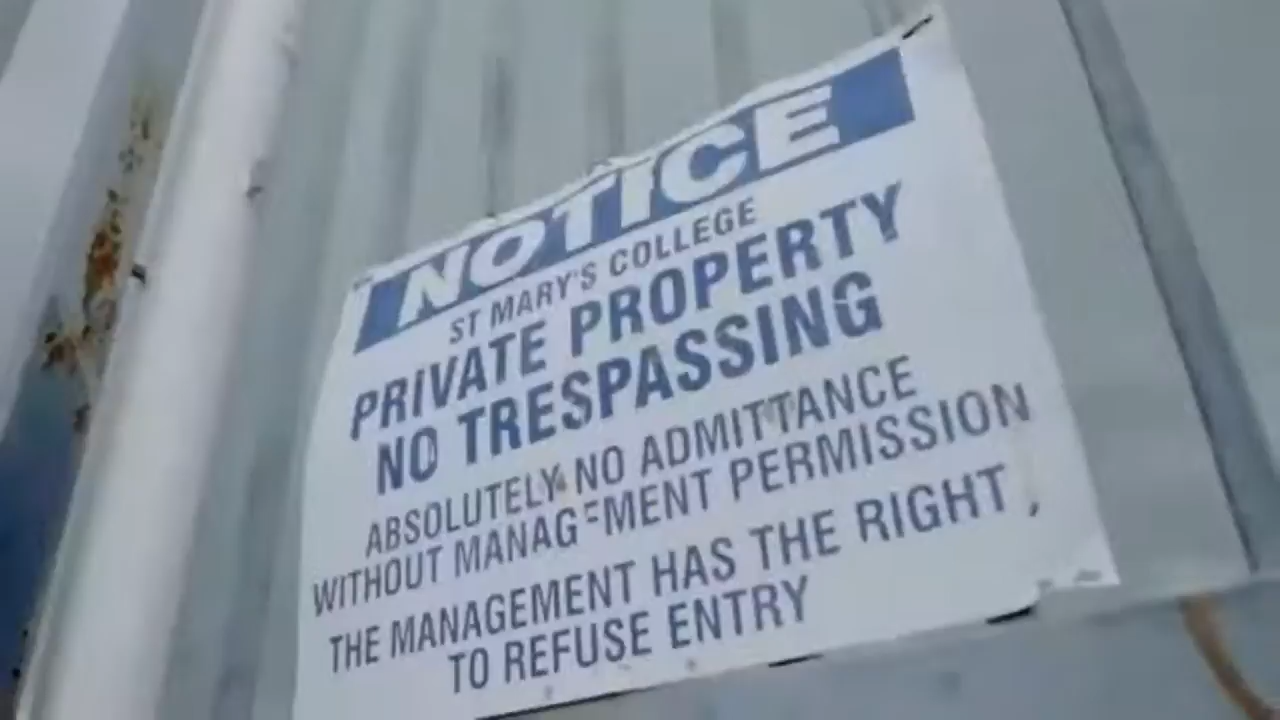 NOTICE
ST MARY'S COLLEGE
PRIVATE PROPERTY
NO TRESPASSING
ABSOLUTELY NO ADMITTANCE
WITHOUT MANAGEMENT PERMISSION
THE MANAGEMENT HAS THE RIGHT
TO REFUSE ENTRY